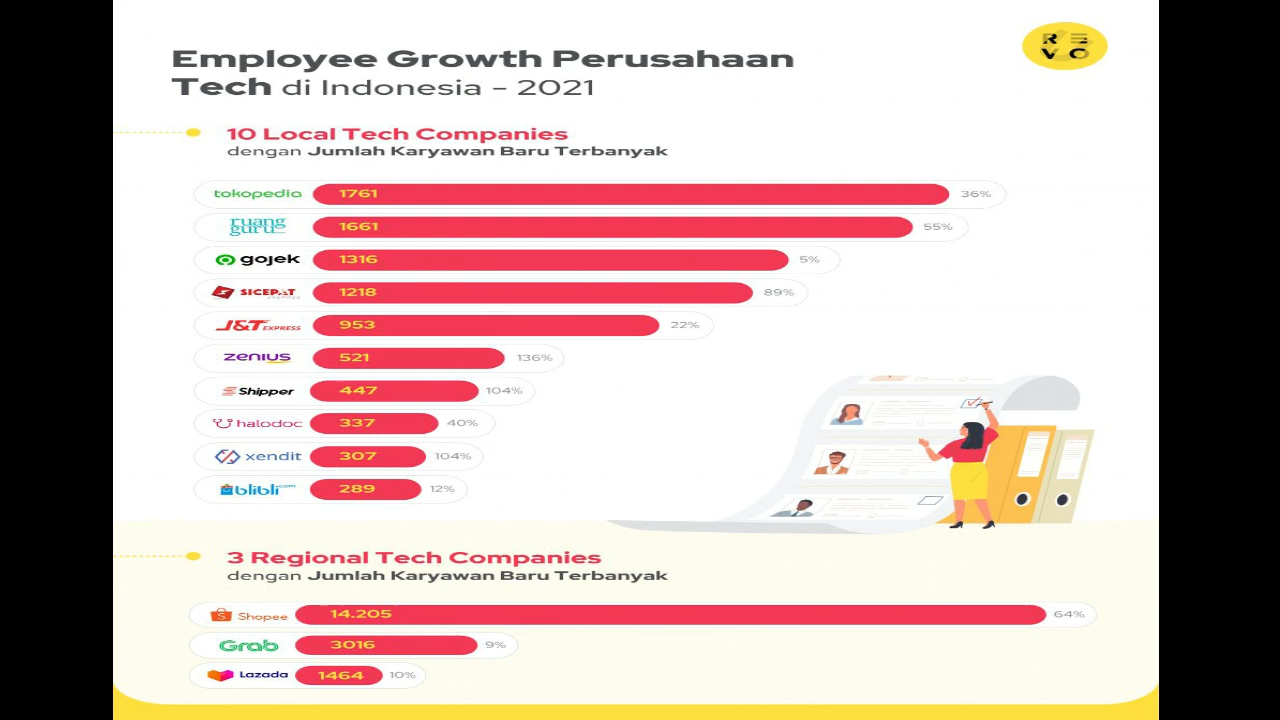 Employee Growth Perusahaan
Tech di Indonesia – 2021
R E
V O
10 Local Tech Companies
dengan Jumlah Karyawan Baru Terbanyak
tokopedia 1761 36%
ruang
guru 1661 55%
gojek 1316 5%
SICEPAT 1218 89%
J&T EXPRESS 953 22%
zenius 521 136%
Shipper 447 104%
halodoc 337 40%
xendit 307 104%
blibli.com 289 12%
3 Regional Tech Companies
dengan Jumlah Karyawan Baru Terbanyak
S Shopee 14.205 64%
Grab 3016 9%
Lazada 1464 10%